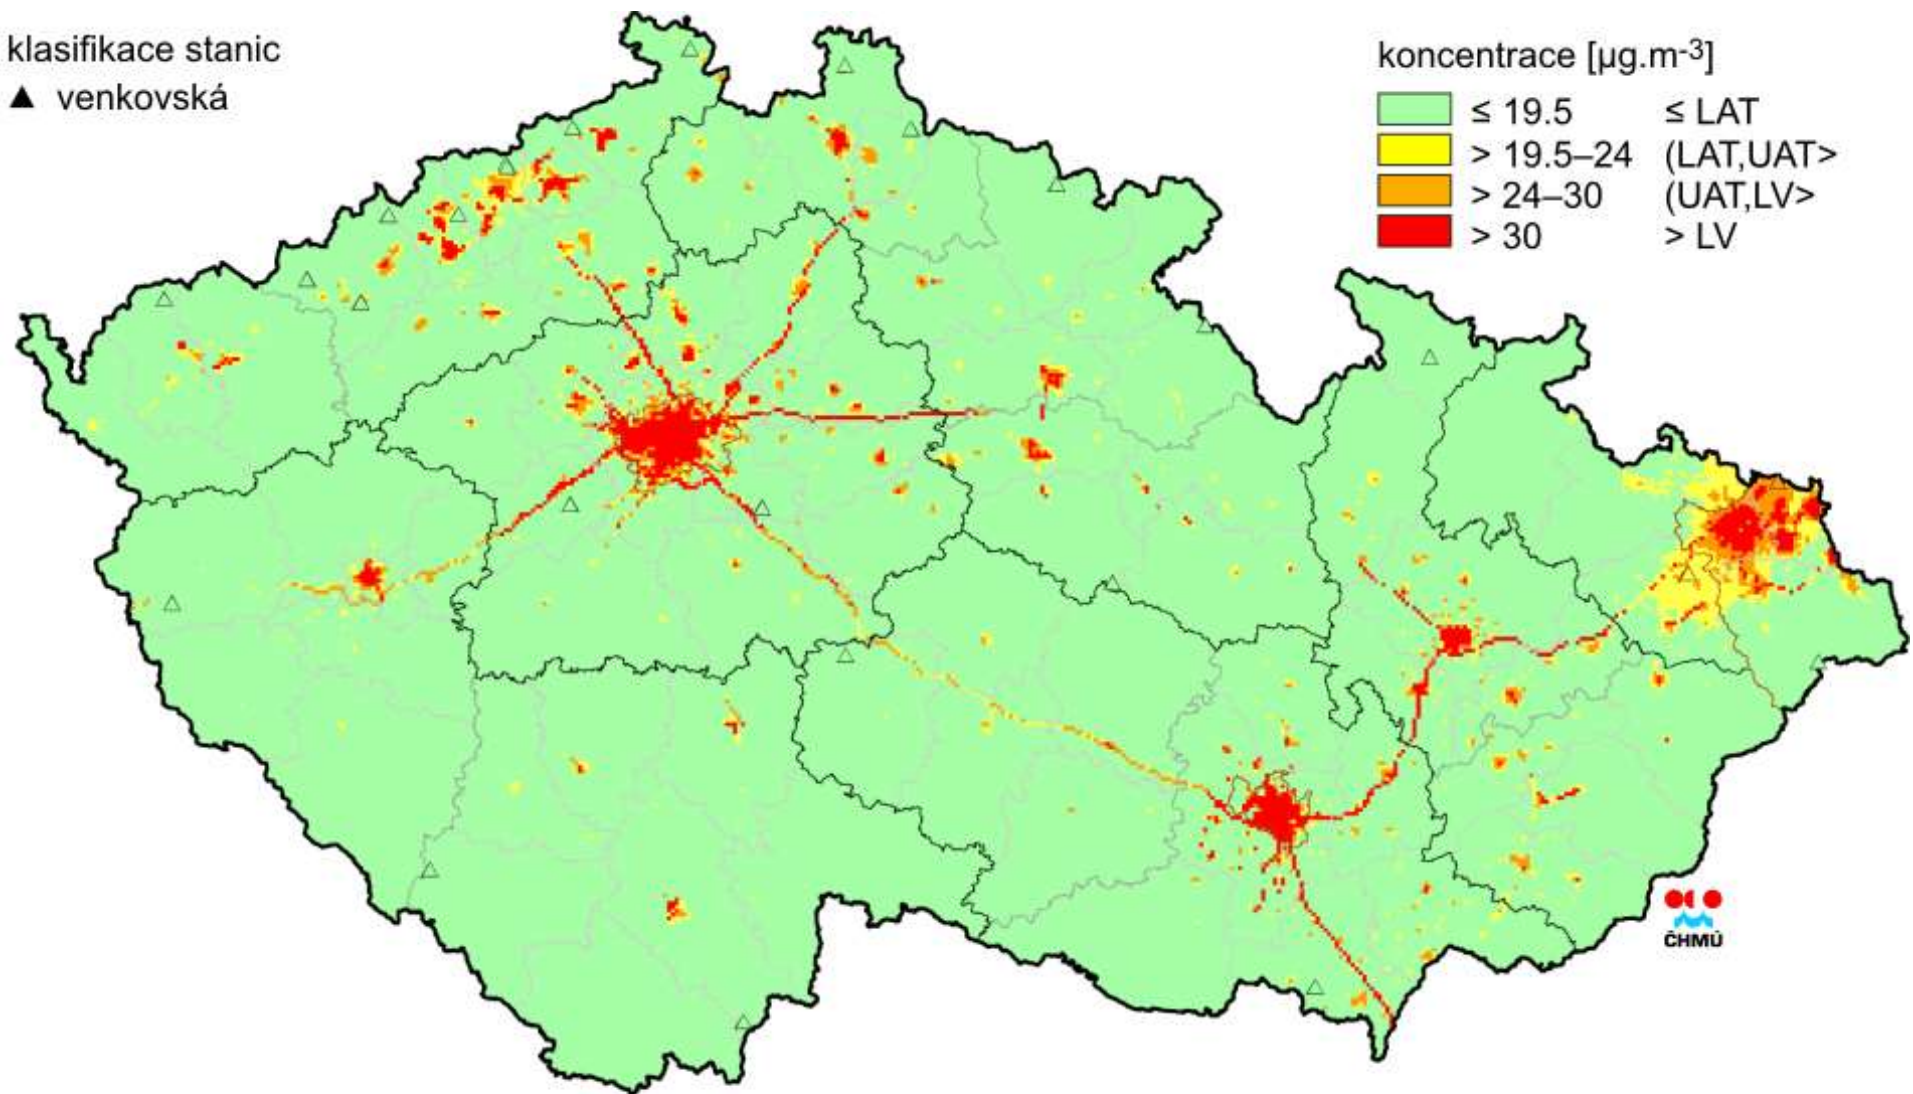 klasifikace stanic
▲ venkovská
koncentrace [µg.m-3]
≤ 19.5 ≤ LAT
> 19.5–24 (LAT,UAT>
> 24–30 (UAT,LV>
> 30 > LV
ČHMÚ